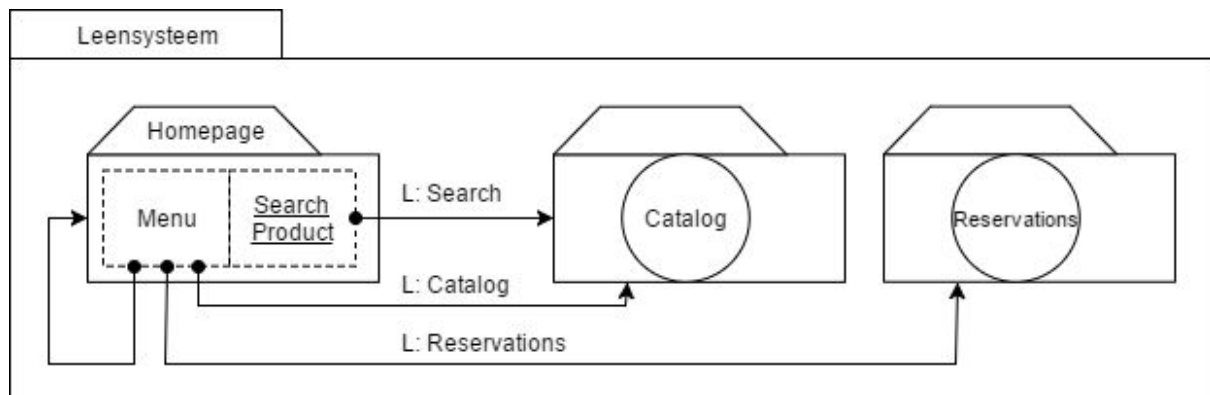 Leensysteem
Homepage
Menu
Search
Product
L: Search
Catalog
Reservations
L: Catalog
L: Reservations